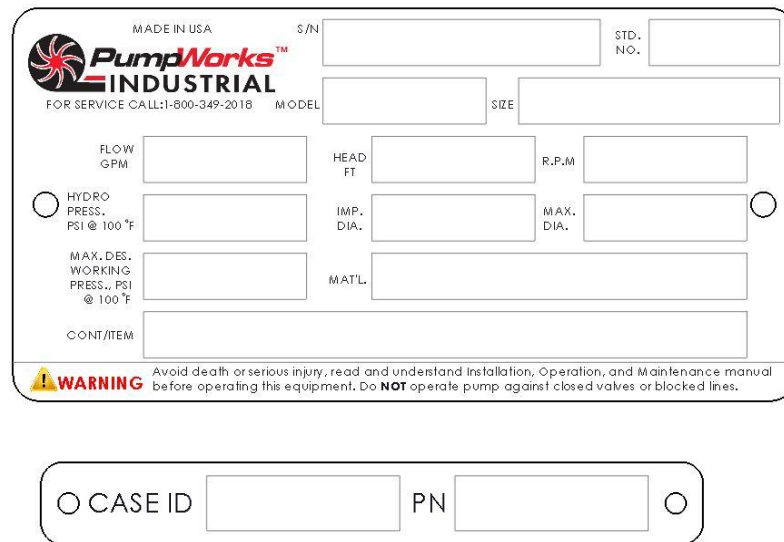 MADE IN USA
S/N
STD.
NO.
PumpWorks™
INDUSTRIAL
FOR SERVICE CALL:1-800-349-2018
MODEL
SIZE
FLOW
GPM
HEAD
FT
R.P.M
HYDRO
PRESS.
PSI @ 100 °F
IMP.
DIA.
MAX.
DIA.
MAX. DES.
WORKING
PRESS., PSI
@ 100 °F
MAT'L.
CONT/ITEM
WARNING
Avoid death or serious injury, read and understand Installation, Operation, and Maintenance manual
before operating this equipment. Do NOT operate pump against closed valves or blocked lines.
CASE ID
PN